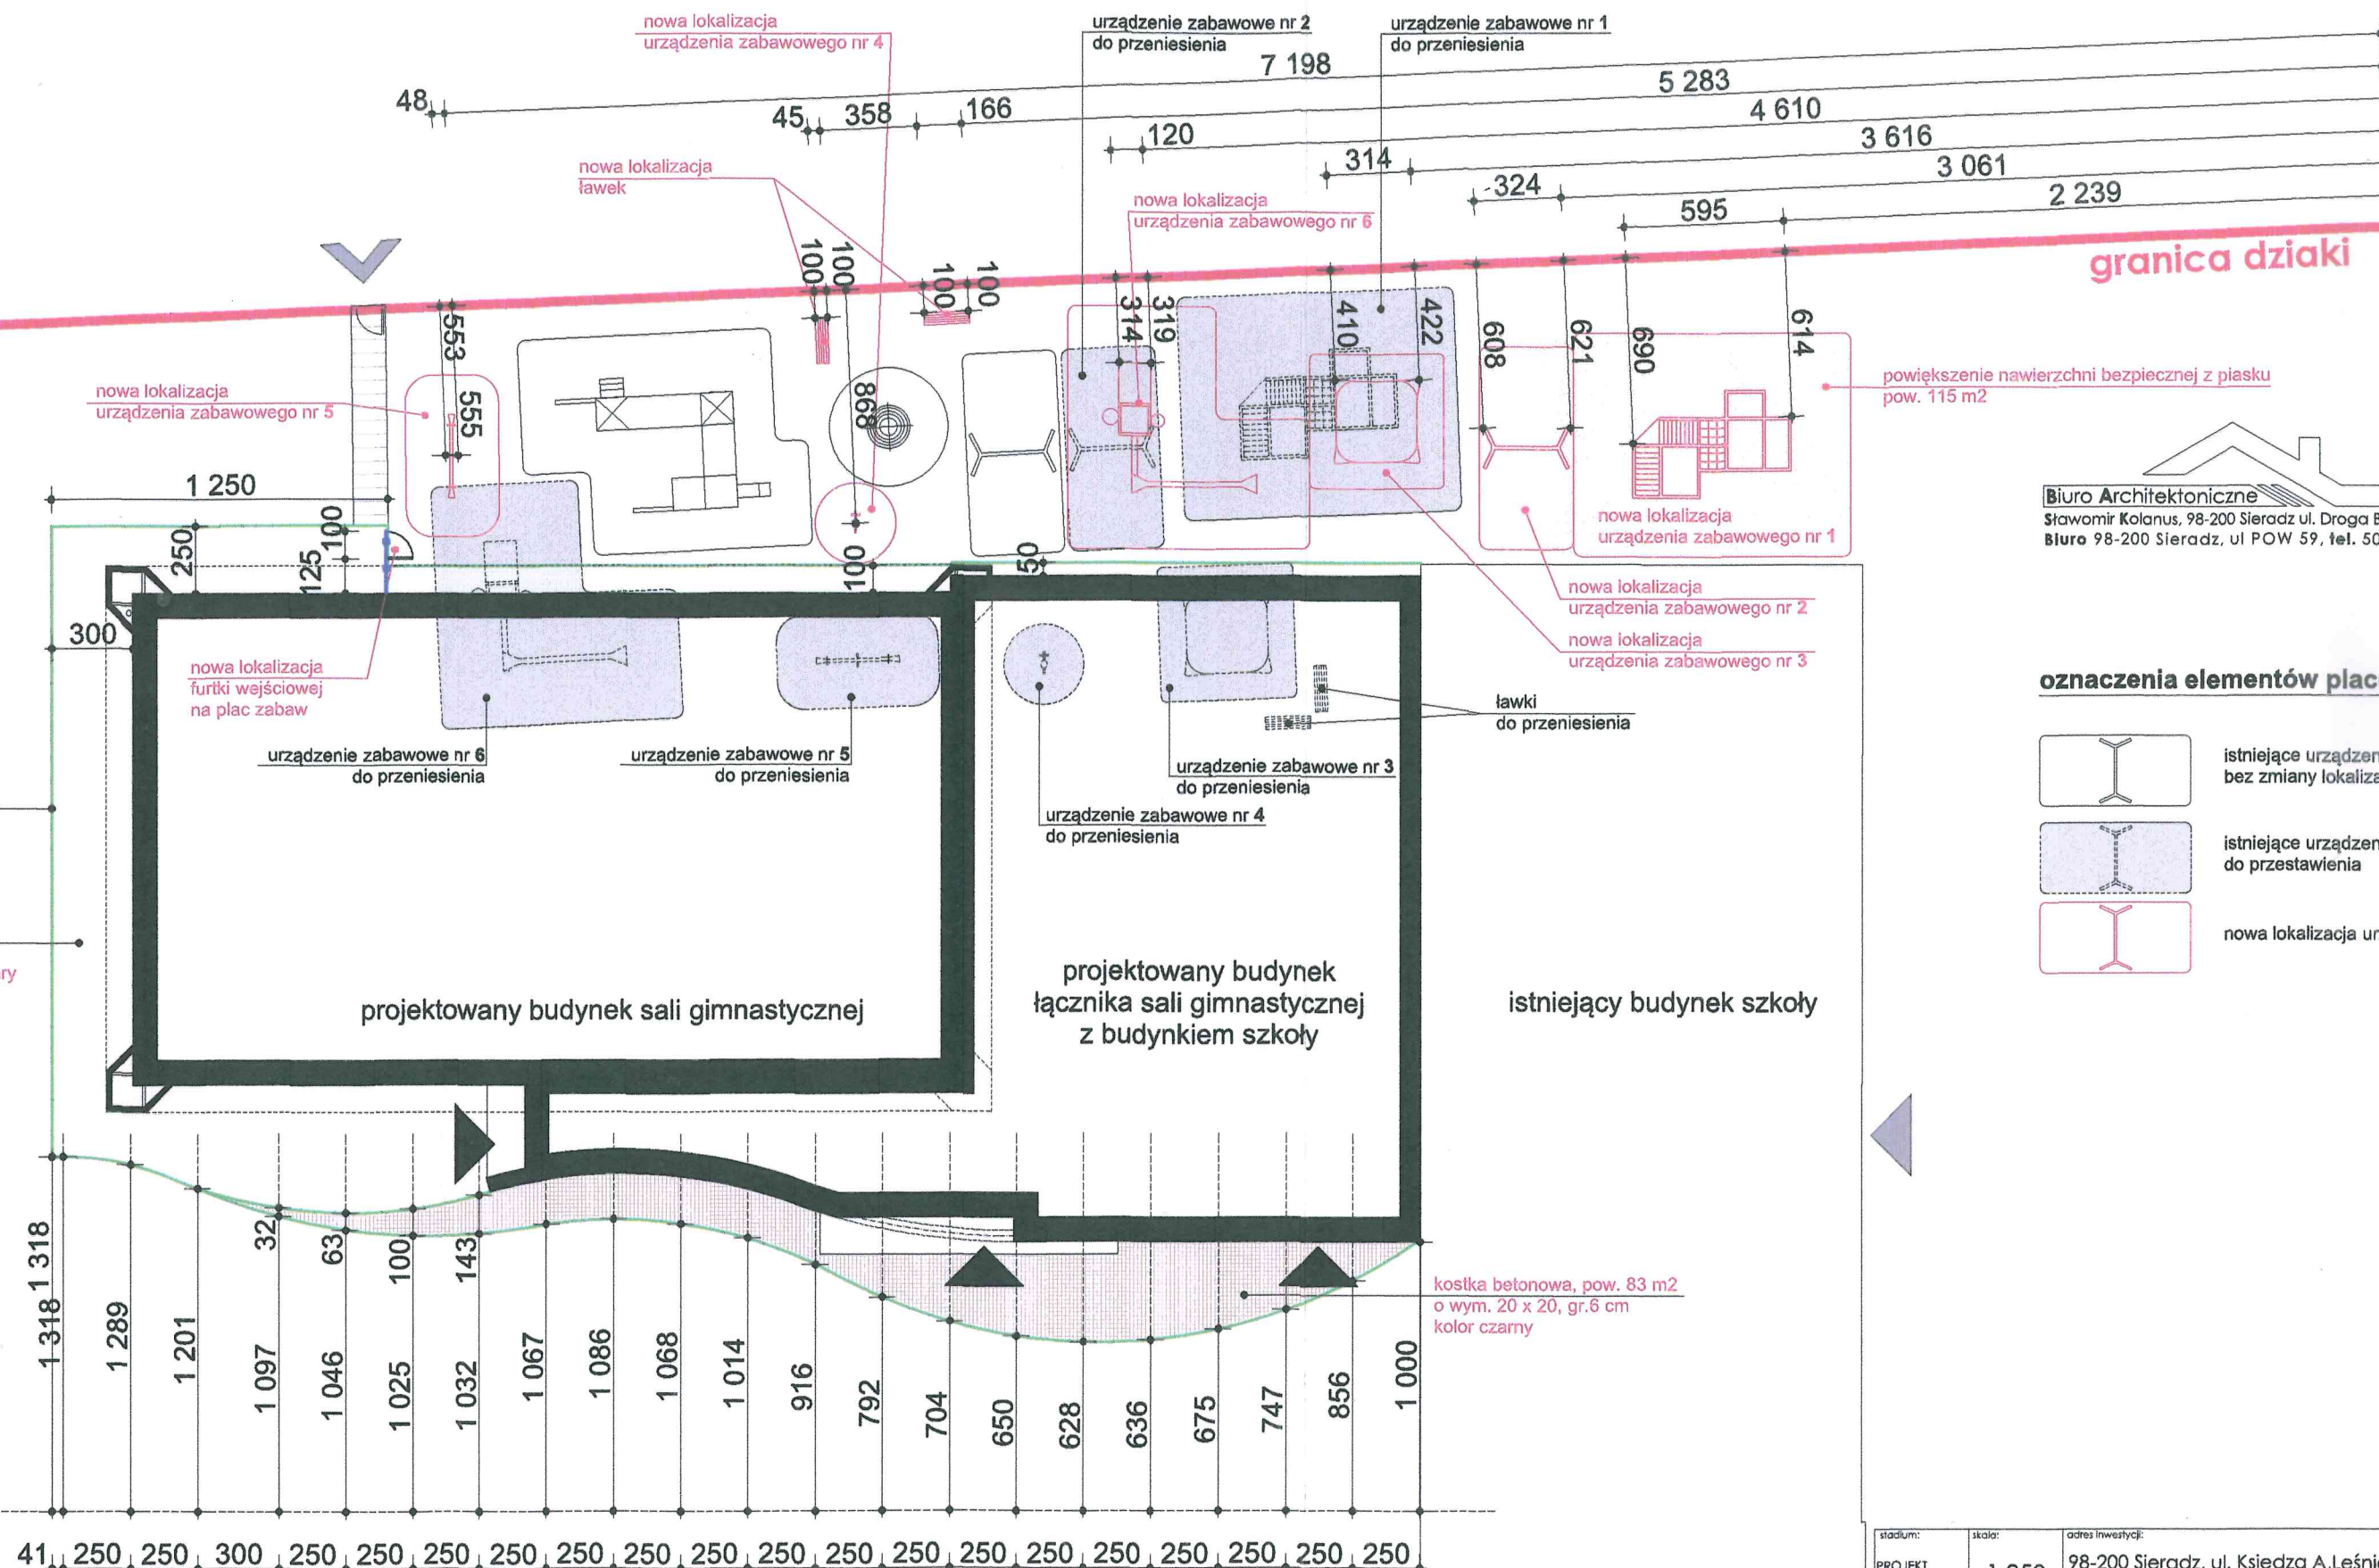 nowa lokalizacja
urządzenia zabawowego nr 4
urządzenie zabawowe nr 2
do przeniesienia
urządzenie zabawowe nr 1
do przeniesienia
7 198
5 283
48
45
358
166
4 610
120
3 616
314
3 061
324
2 239
595
nowa lokalizacja
ławek
nowa lokalizacja
urządzenia zabawowego nr 6
granica dziaki
100
100
100
100
553
555
868
314
319
410
422
608
621
690
614
nowa lokalizacja
urządzenia zabawowego nr 5
powiększenie nawierzchni bezpiecznej z piasku
pow. 115 m2
1 250
250
125
100
100
50
300
Biuro Architektoniczne
Sławomir Kolanus, 98-200 Sieradz ul. Droga
Biuro 98-200 Sieradz, ul POW 59, tel. 50
nowa lokalizacja
urządzenia zabawowego nr 1
nowa lokalizacja
urządzenia zabawowego nr 2
nowa lokalizacja
urządzenia zabawowego nr 3
nowa lokalizacja
furtki wejściowej
na plac zabaw
ławki
do przeniesienia
oznaczenia elementów plac
urządzenie zabawowe nr 6
do przeniesienia
urządzenie zabawowe nr 5
do przeniesienia
urządzenie zabawowe nr 3
do przeniesienia
urządzenie zabawowe nr 4
do przeniesienia
istniejące urządzen
bez zmiany lokaliza
istniejące urządzen
do przestawienia
nowa lokalizacja ur
ry
projektowany budynek sali gimnastycznej
projektowany budynek
łącznika sali gimnastycznej
z budynkiem szkoły
istniejący budynek szkoły
32
63
100
143
kostka betonowa, pow. 83 m2
o wym. 20 x 20, gr.6 cm
kolor czarny
1 318
1 318
1 289
1 201
1 097
1 046
1 025
1 032
1 067
1 086
1 068
1 014
916
792
704
650
628
636
675
747
856
1 000
41 250 250 300 250 250 250 250 250 250 250 250 250 250 250 250 250 250 250 250 250
stadium:
skala:
adres inwestycji:
PROJEKT
98-200 Sieradz, ul. Księdza A.Leśni